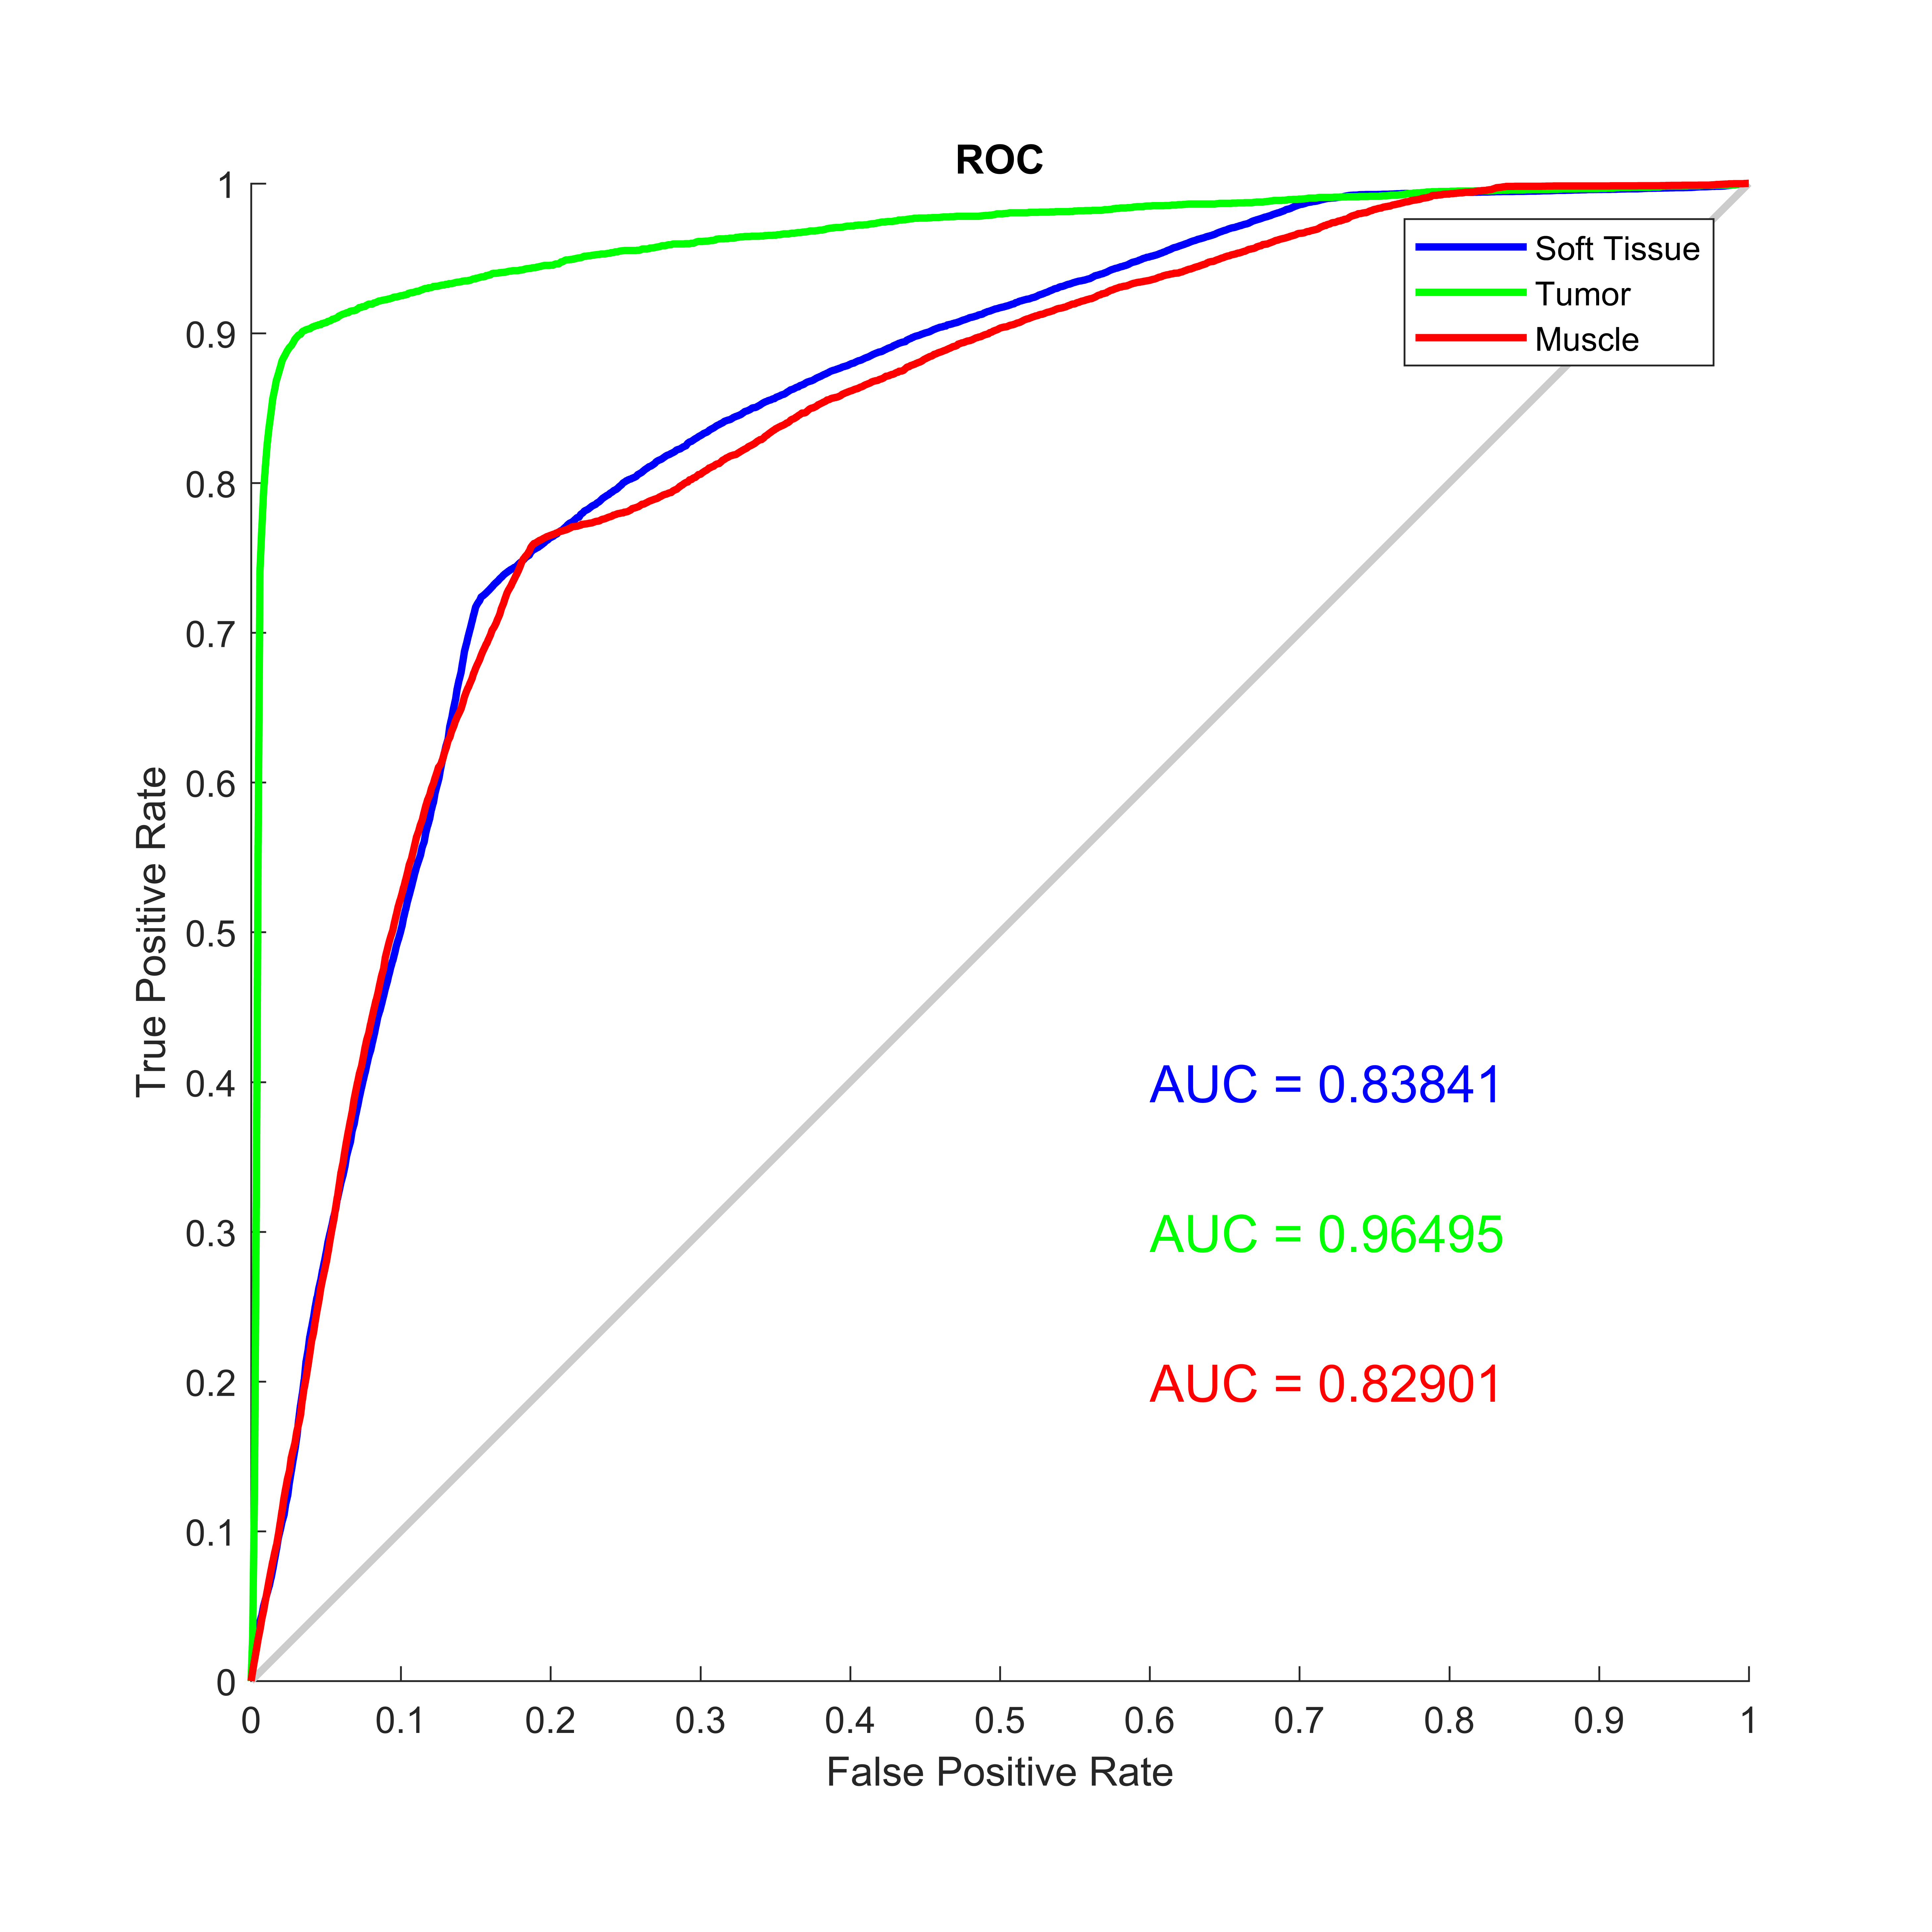 ROC
1
0.9
0.8
0.7
0.6
0.5
0.4
0.3
0.2
0.1
0
True Positive Rate
Soft Tissue
Tumor
Muscle
AUC = 0.83841
AUC = 0.96495
AUC = 0.82901
0 0.1 0.2 0.3 0.4 0.5 0.6 0.7 0.8 0.9 1
False Positive Rate